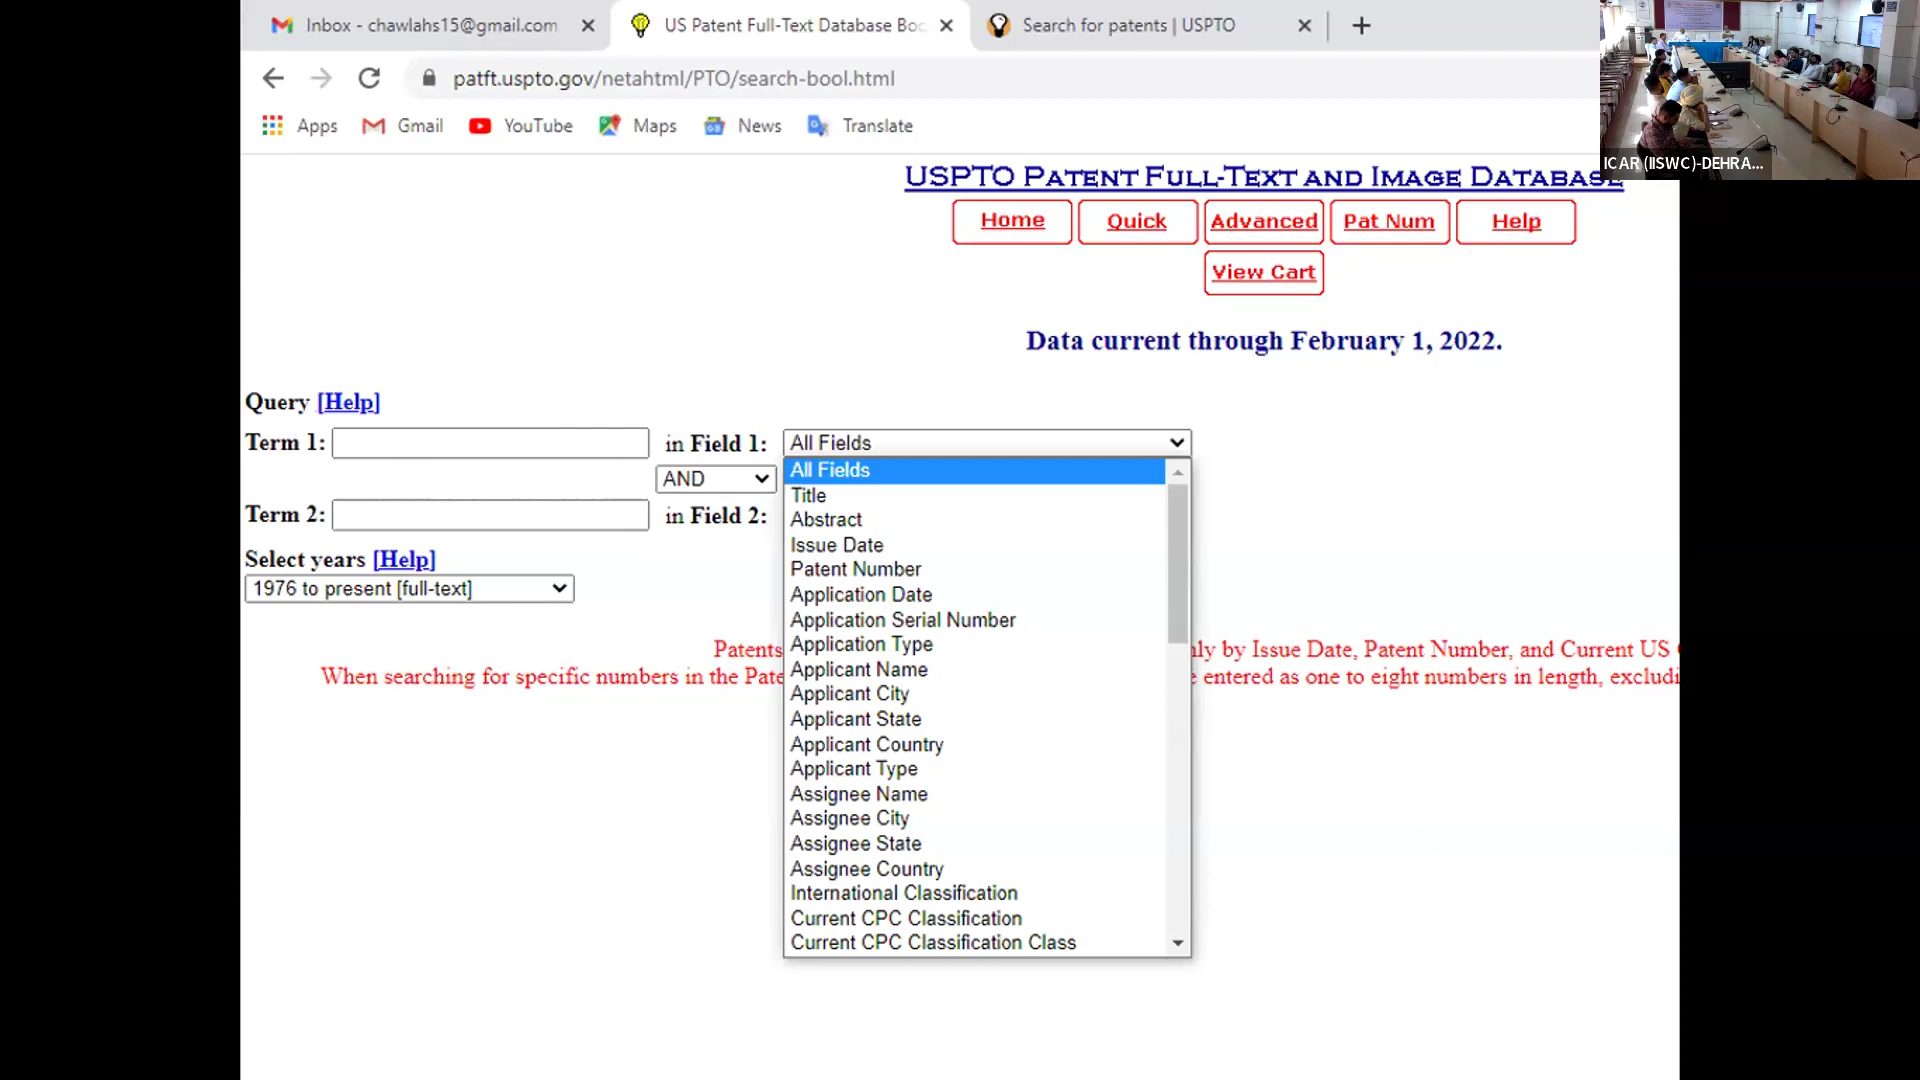 Inbox - chawlahs15@gmail.com
US Patent Full-Text Database Boo
Search for patents | USPTO
patft.uspto.gov/netahtml/PTO/search-bool.html
Apps
Gmail
YouTube
Maps
News
Translate
ICAR (IISWC)-DEHRA...
USPTO PATENT FULL-TEXT AND IMAGE DATABASE
Home
Quick
Advanced
Pat Num
Help
View Cart
Data current through February 1, 2022.
Query [Help]
Term 1: in Field 1: All Fields
AND
Term 2: in Field 2:
Select years [Help]
1976 to present [full-text]
All Fields
Title
Abstract
Issue Date
Patent Number
Application Date
Application Serial Number
Application Type
Applicant Name
Applicant City
Applicant State
Applicant Country
Applicant Type
Assignee Name
Assignee City
Assignee State
Assignee Country
International Classification
Current CPC Classification
Current CPC Classification Class
Patents nly by Issue Date, Patent Number, and Current US
When searching for specific numbers in the Pate e entered as one to eight numbers in length, excludi